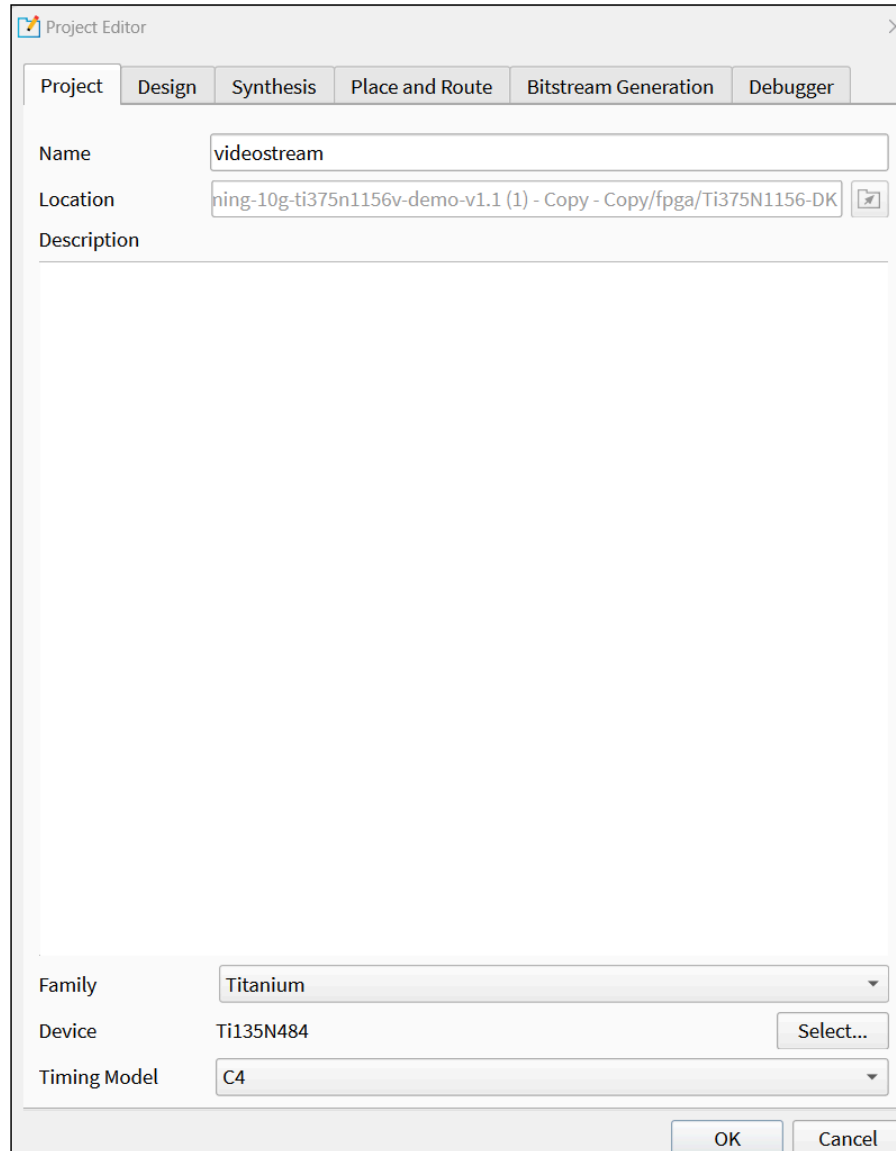 Project Editor
Project Design Synthesis Place and Route Bitstream Generation Debugger
Name videostream
Location ning-10g-ti375n1156v-demo-v1.1 (1) - Copy - Copy/fpga/Ti375N1156-DK
Description
Family Titanium
Device Ti135N484 Select...
Timing Model C4
OK Cancel